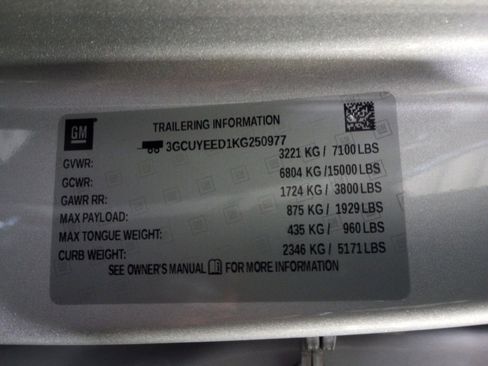 GM
TRAILERING INFORMATION
3GCUYEED1KG250977
GVWR: 3221 KG / 7100 LBS
GCWR: 6804 KG /15000 LBS
GAWR RR: 1724 KG / 3800 LBS
MAX PAYLOAD: 875 KG / 1929 LBS
MAX TONGUE WEIGHT: 435 KG / 960 LBS
CURB WEIGHT: 2346 KG / 5171 LBS
SEE OWNER'S MANUAL FOR MORE INFORMATION